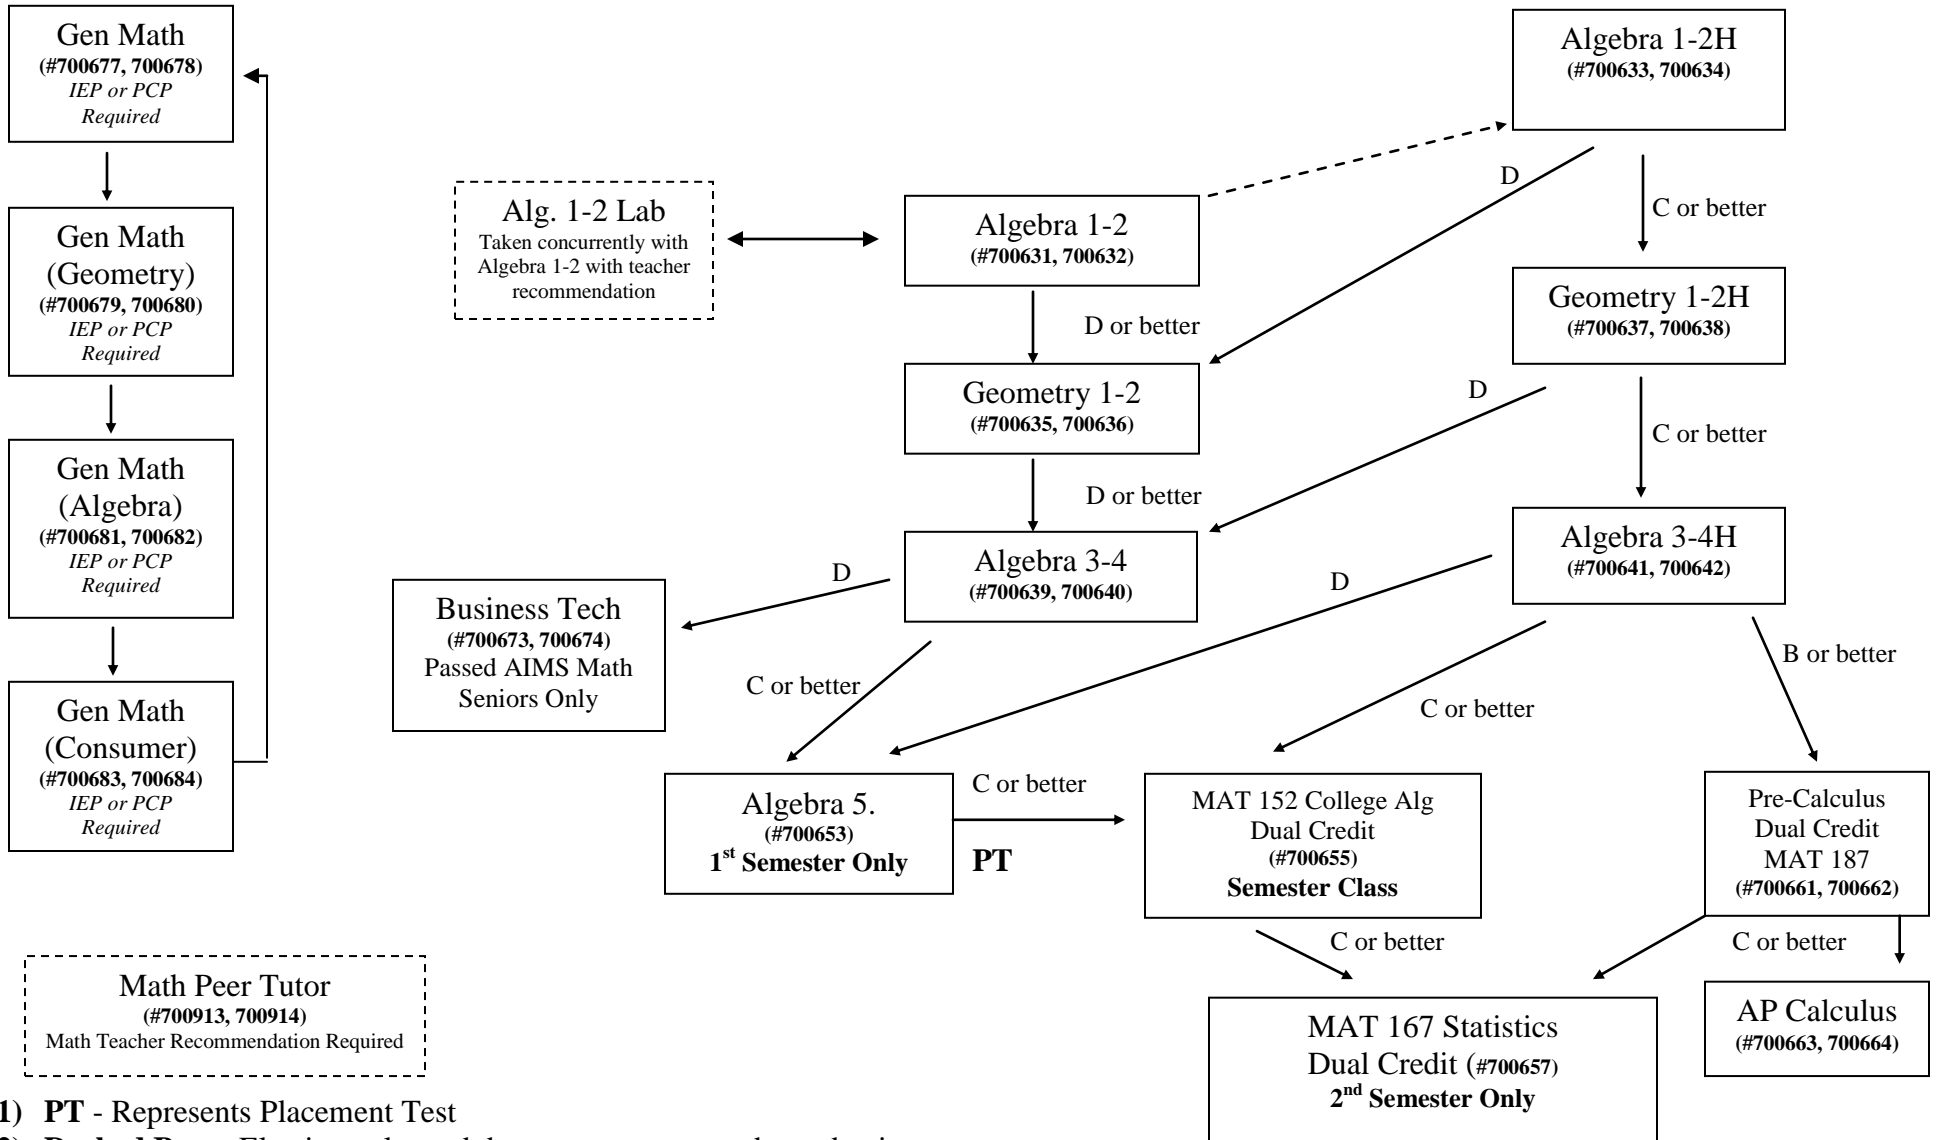 Gen Math
(#700677, 700678)
IEP or PCP
Required
Gen Math
(Geometry)
(#700679, 700680)
IEP or PCP
Required
Gen Math
(Algebra)
(#700681, 700682)
IEP or PCP
Required
Gen Math
(Consumer)
(#700683, 700684)
IEP or PCP
Required
Alg. 1-2 Lab
Taken concurrently with
Algebra 1-2 with teacher
recommendation
Algebra 1-2
(#700631, 700632)
D or better
Geometry 1-2
(#700635, 700636)
D or better
Algebra 3-4
(#700639, 700640)
D
Business Tech
(#700673, 700674)
Passed AIMS Math
Seniors Only
C or better
Algebra 5.
(#700653)
1st Semester Only
C or better
PT
Algebra 1-2H
(#700633, 700634)
D
C or better
Geometry 1-2H
(#700637, 700638)
D
C or better
Algebra 3-4H
(#700641, 700642)
D
C or better
B or better
MAT 152 College Alg
Dual Credit
(#700655)
Semester Class
Pre-Calculus
Dual Credit
MAT 187
(#700661, 700662)
C or better
C or better
MAT 167 Statistics
Dual Credit (#700657)
2nd Semester Only
AP Calculus
(#700663, 700664)
Math Peer Tutor
(#700913, 700914)
Math Teacher Recommendation Required
1) PT - Represents Placement Test